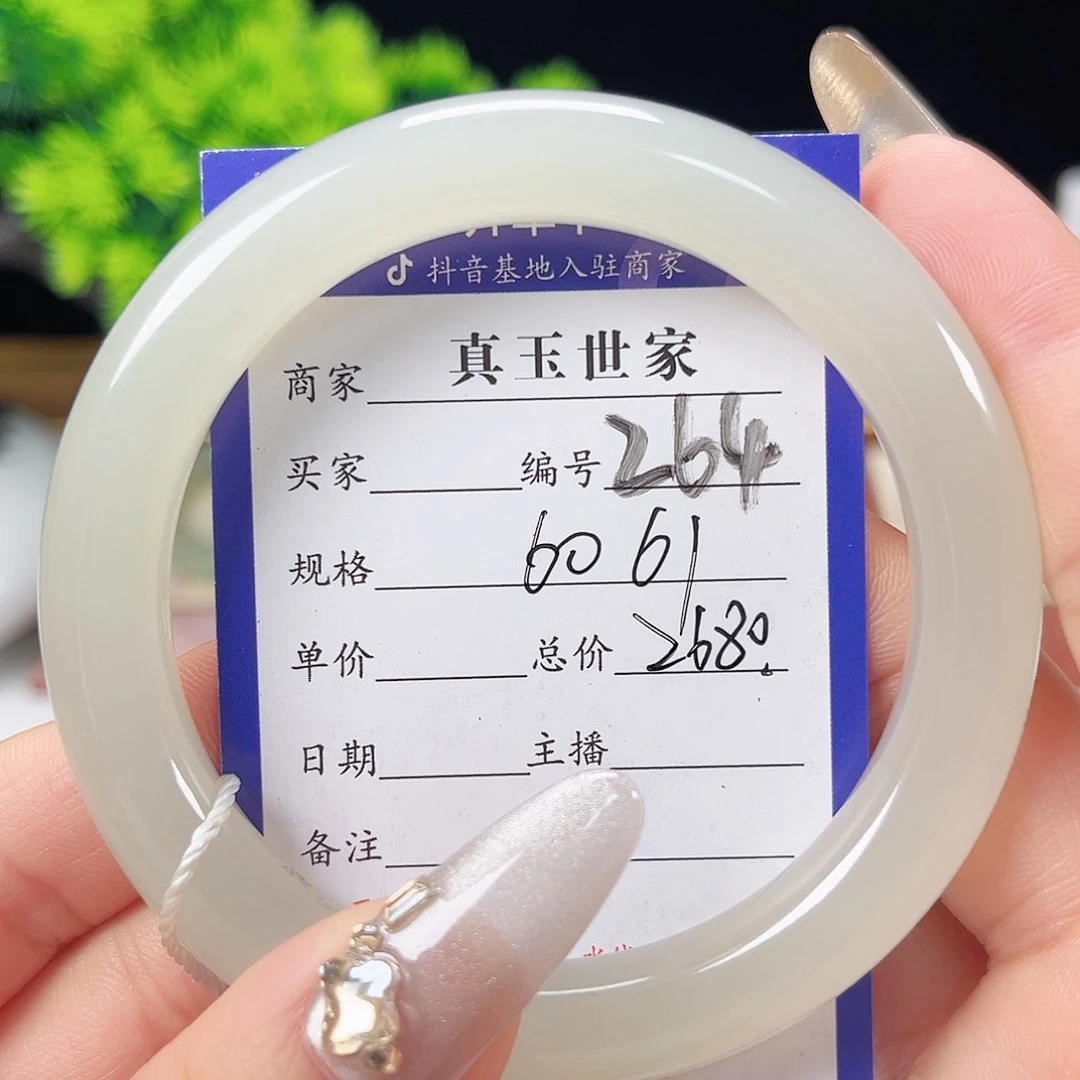 抖音基地入驻商家
商家 真玉世家
买家 编号 264
规格 60 61
单价 总价 2680
日期 主播
备注